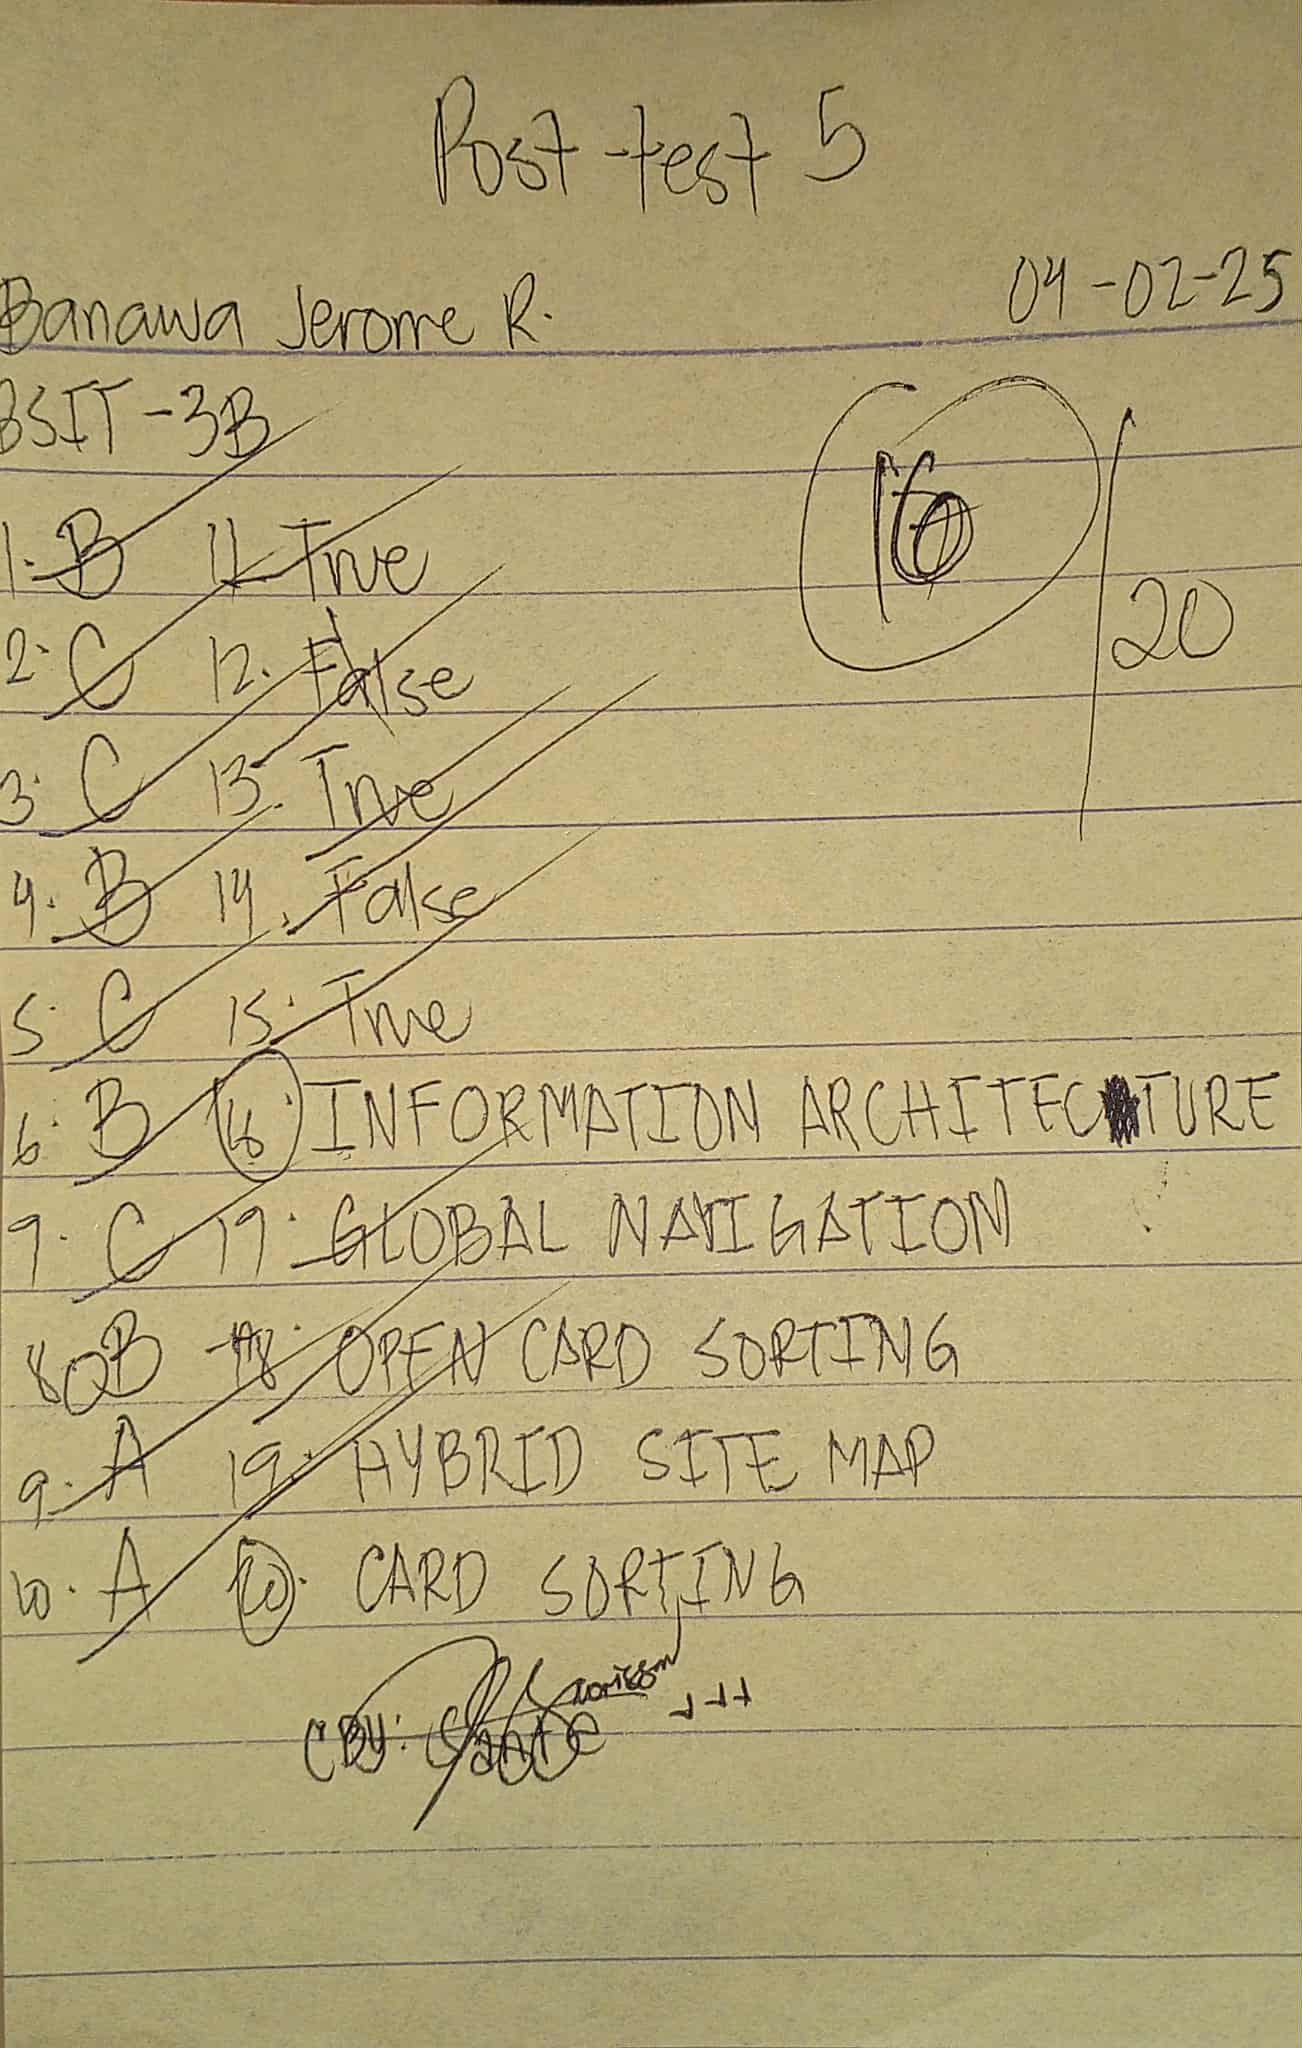 Post-test 5
Banawa Jerome R. 04-02-25
BSIT-3B
16/20
1. B 11. True
2. C 12. False
3. C 13. True
4. B 14. False
5. C 15. True
6. B 16. INFORMATION ARCHITECTURE
7. C 17. GLOBAL NAVIGATION
8. B 18. OPEN CARD SORTING
9. A 19. HYBRID SITE MAP
10. A 20. CARD SORTING
CBY: